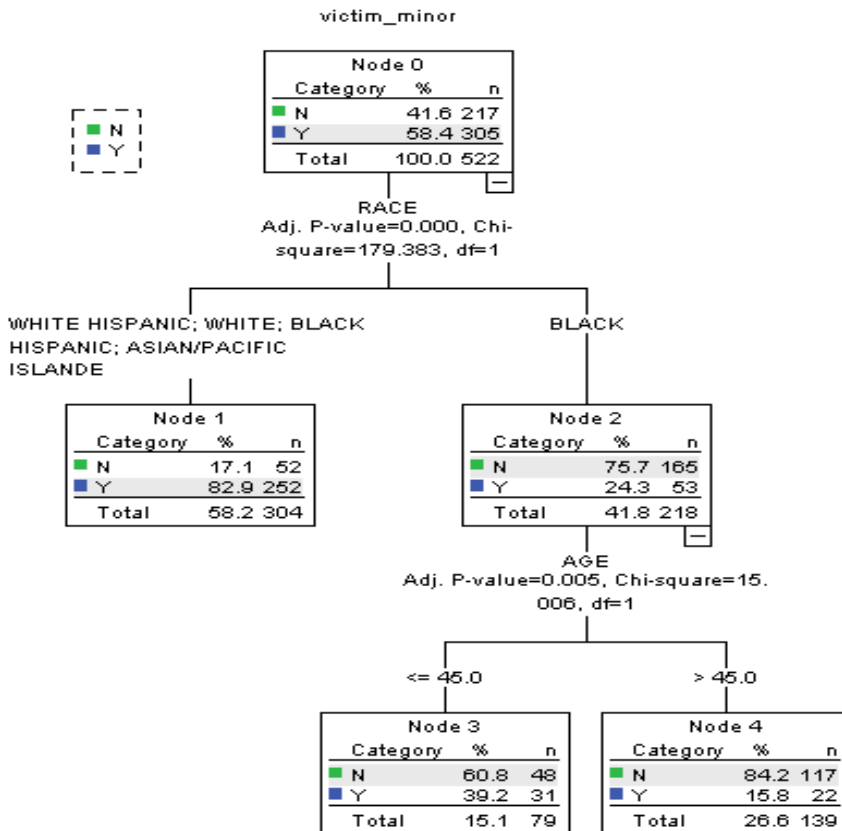 victim_minor
Node 0
Category % n
N 41.6 217
Y 58.4 305
Total 100.0 522
N
Y
RACE
Adj. P-value=0.000, Chi-
square=179.383, df=1
WHITE HISPANIC; WHITE; BLACK
HISPANIC; ASIAN/PACIFIC
ISLANDE
BLACK
Node 1
Category % n
N 17.1 52
Y 82.9 252
Total 58.2 304
Node 2
Category % n
N 75.7 165
Y 24.3 53
Total 41.8 218
AGE
Adj. P-value=0.005, Chi-square=15.
006, df=1
<= 45.0
> 45.0
Node 3
Category % n
N 60.8 48
Y 39.2 31
Total 15.1 79
Node 4
Category % n
N 84.2 117
Y 15.8 22
Total 26.6 139